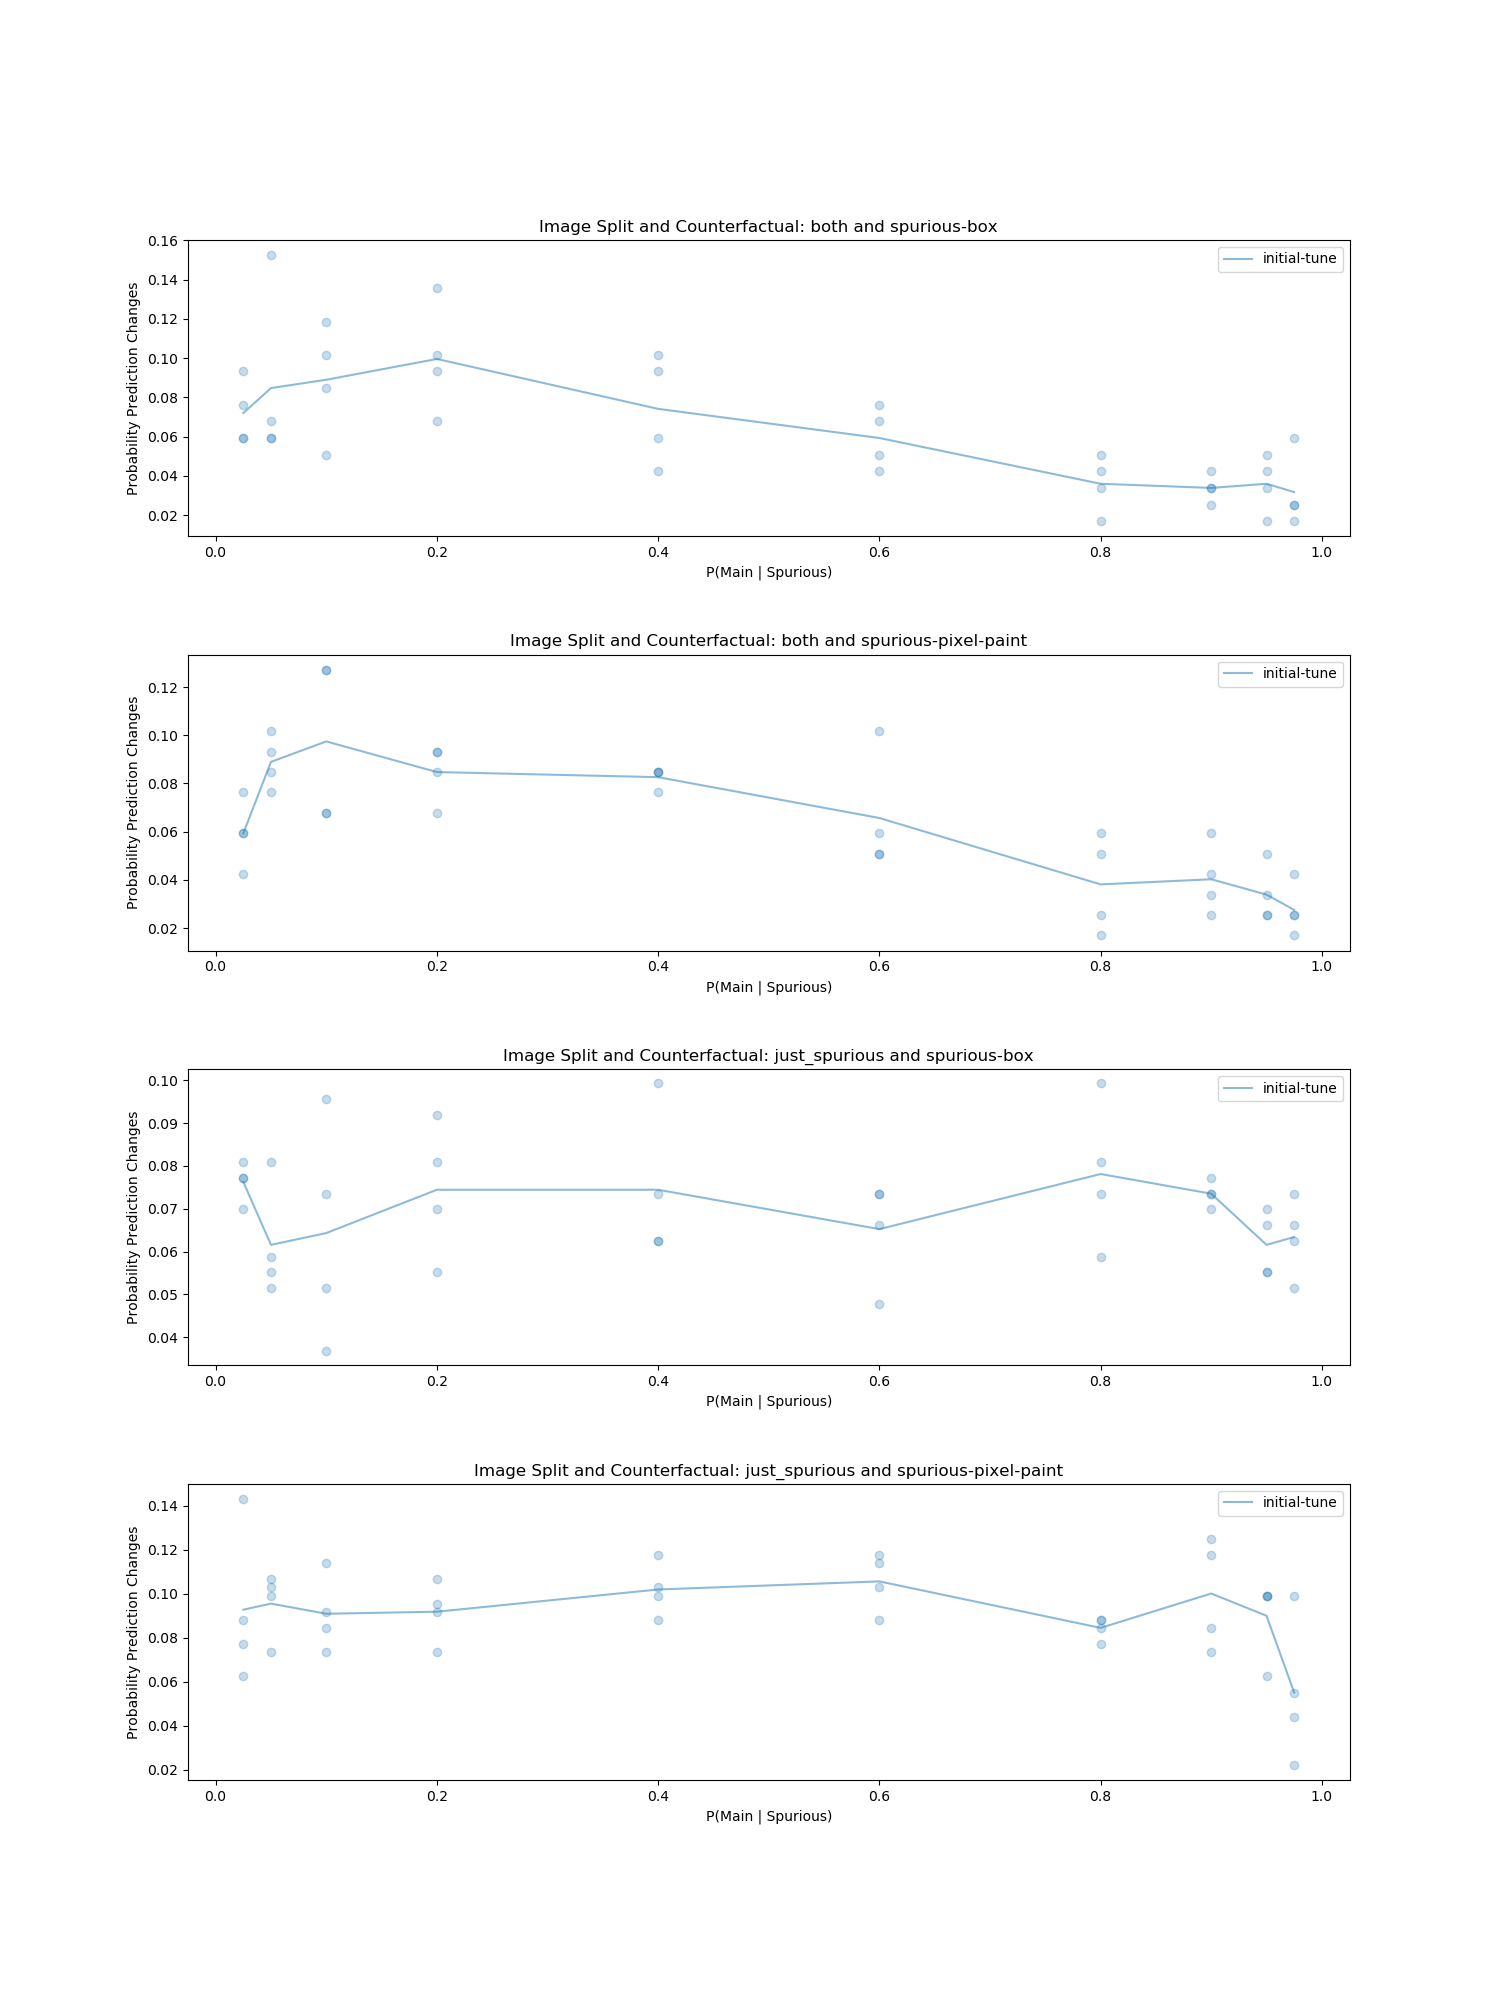 Image Split and Counterfactual: both and spurious-box
initial-tune
Probability Prediction Changes
0.16
0.14
0.12
0.10
0.08
0.06
0.04
0.02
0.0 0.2 0.4 0.6 0.8 1.0
P(Main | Spurious)
Image Split and Counterfactual: both and spurious-pixel-paint
initial-tune
Probability Prediction Changes
0.12
0.10
0.08
0.06
0.04
0.02
0.0 0.2 0.4 0.6 0.8 1.0
P(Main | Spurious)
Image Split and Counterfactual: just_spurious and spurious-box
initial-tune
Probability Prediction Changes
0.10
0.09
0.08
0.07
0.06
0.05
0.04
0.0 0.2 0.4 0.6 0.8 1.0
P(Main | Spurious)
Image Split and Counterfactual: just_spurious and spurious-pixel-paint
initial-tune
Probability Prediction Changes
0.14
0.12
0.10
0.08
0.06
0.04
0.02
0.0 0.2 0.4 0.6 0.8 1.0
P(Main | Spurious)